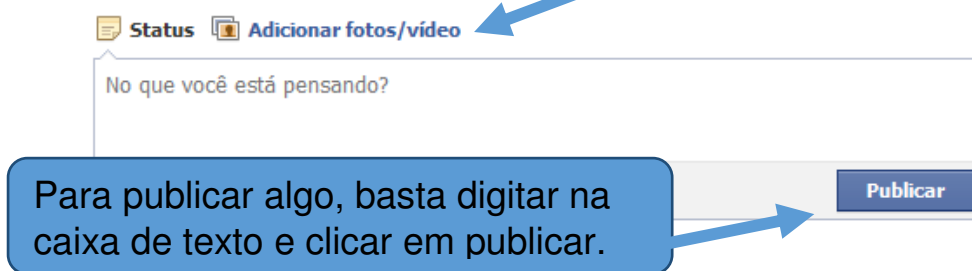 Status Adicionar fotos/vídeo
No que você está pensando?
Para publicar algo, basta digitar na
caixa de texto e clicar em publicar.
Publicar